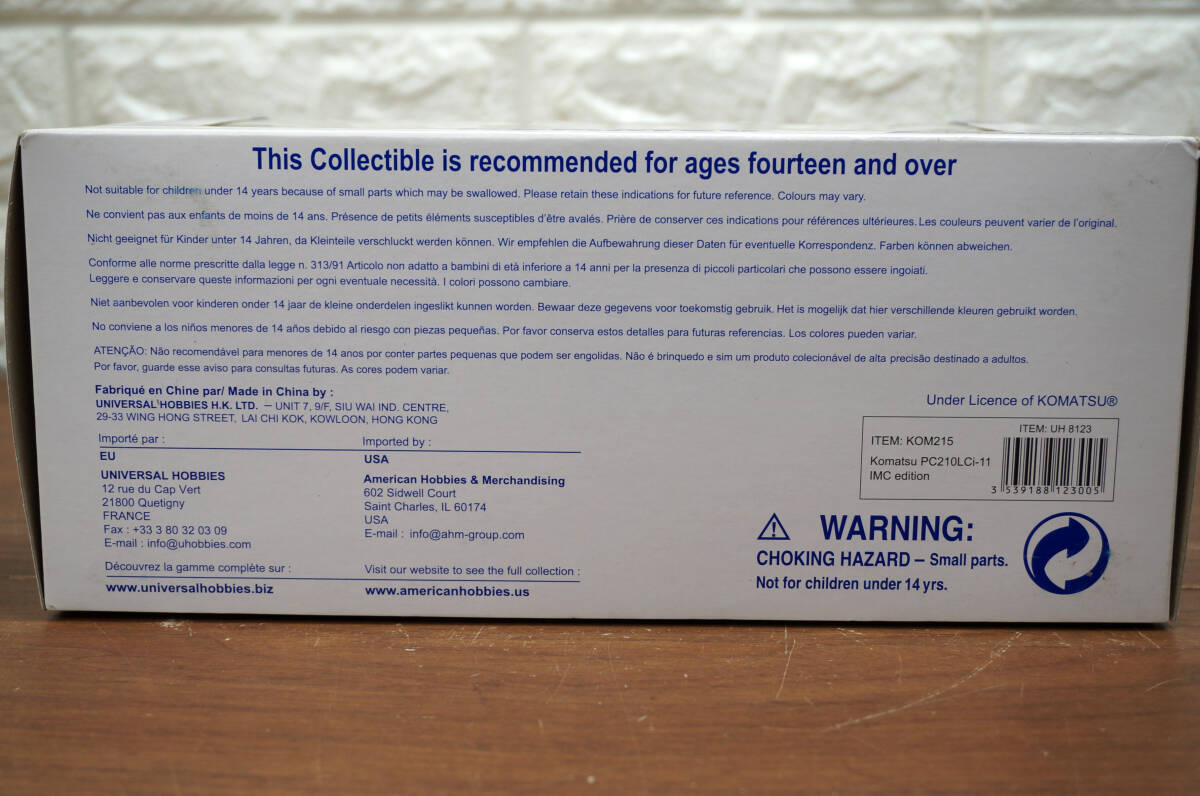 This Collectible is recommended for ages fourteen and over
Not suitable for children under 14 years because of small parts which may be swallowed. Please retain these indications for future reference. Colours may vary.
Ne convient pas aux enfants de moins de 14 ans. Présence de petits éléments susceptibles d'être avalés. Prière de conserver ces indications pour références ultérieures. Les couleurs peuvent varier de l'original.
Nicht geeignet für Kinder unter 14 Jahren, da Kleinteile verschluckt werden können. Wir empfehlen die Aufbewahrung dieser Daten für eventuelle Korrespondenz. Farben können abweichen.
Conforme alle norme prescritte dalla legge n. 313/91 Articolo non adatto a bambini di età inferiore a 14 anni per la presenza di piccoli particolari che possono essere ingoiati.
Leggere e conservare queste informazioni per ogni eventuale necessità. I colori possono cambiare.
Niet aanbevolen voor kinderen onder 14 jaar de kleine onderdelen ingeslikt kunnen worden. Bewaar deze gegevens voor toekomstig gebruik. Het is mogelijk dat hier verschillende kleuren gebruikt worden.
No conviene a los niños menores de 14 años debido al riesgo con piezas pequeñas. Por favor conserva estos detalles para futuras referencias. Los colores pueden variar.
ATENÇÃO: Não recomendável para menores de 14 anos por conter partes pequenas que podem ser engolidas. Não é brinquedo e sim um produto colecionável de alta precisão destinado a adultos.
Por favor, guarde esse aviso para consultas futuras. As cores podem variar.
Fabriqué en Chine par/ Made in China by :
UNIVERSAL HOBBIES H.K. LTD. – UNIT 7, 9/F, SIU WAI IND. CENTRE,
29-33 WING HONG STREET, LAI CHI KOK, KOWLOON, HONG KONG
Importé par :
EU
UNIVERSAL HOBBIES
12 rue du Cap Vert
21800 Quetigny
FRANCE
Fax : +33 3 80 32 03 09
E-mail : info@uhobbies.com
Découvrez la gamme complète sur :
www.universalhobbies.biz
Imported by :
USA
American Hobbies & Merchandising
602 Sidwell Court
Saint Charles, IL 60174
USA
E-mail : info@ahm-group.com
Visit our website to see the full collection :
www.americanhobbies.us
Under Licence of KOMATSU®
ITEM: UH 8123
ITEM: KOM215
Komatsu PC210LCi-11
IMC edition
3 539188 123005
WARNING:
CHOKING HAZARD – Small parts.
Not for children under 14 yrs.